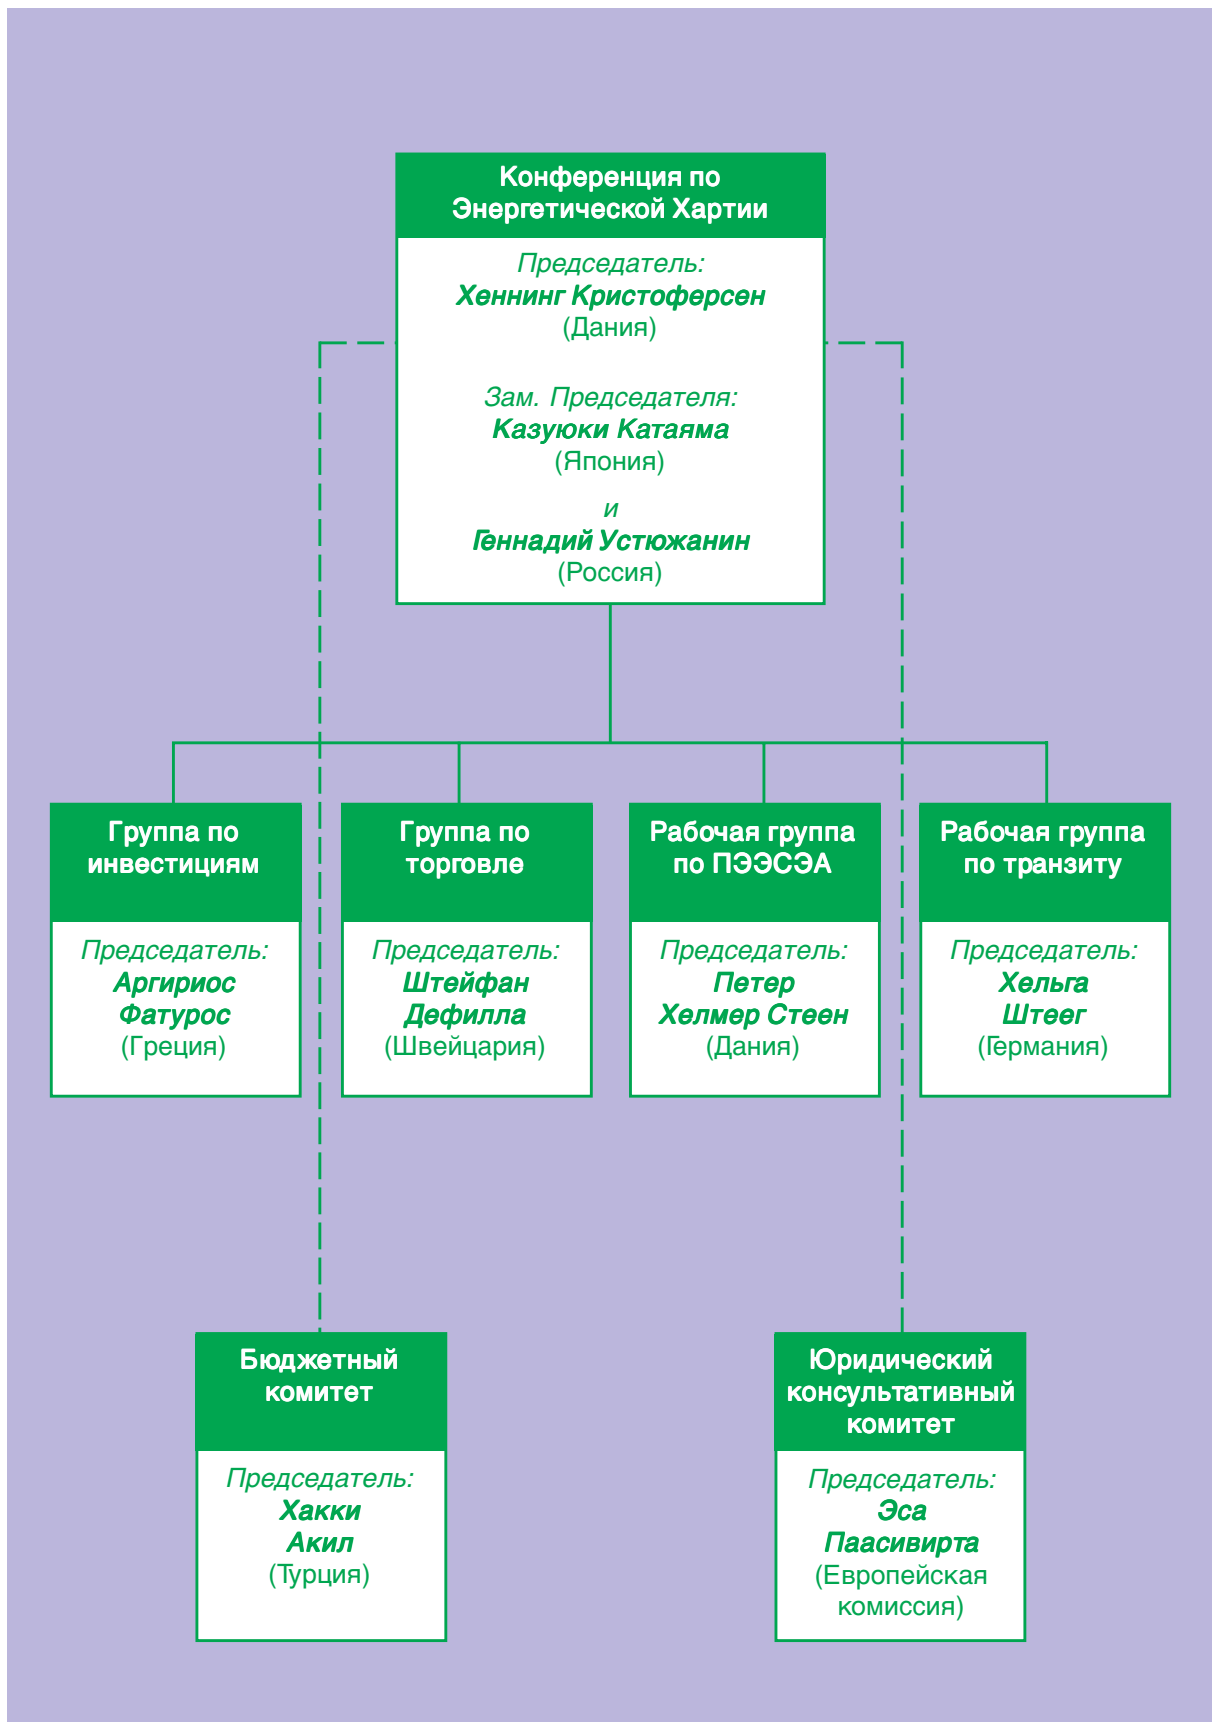 Конференция по
Энергетической Хартии
Председатель:
Хеннинг Кристоферсен
(Дания)
Зам. Председателя:
Казуюки Катаяма
(Япония)
и
Геннадий Устюжанин
(Россия)
Группа по
инвестициям
Председатель:
Аргириос
Фатурос
(Греция)
Группа по
торговле
Председатель:
Штейфан
Дефилла
(Швейцария)
Рабочая группа
по ПЭЭСЭА
Председатель:
Петер
Хелмер Стеен
(Дания)
Рабочая группа
по транзиту
Председатель:
Хельга
Штеег
(Германия)
Бюджетный
комитет
Председатель:
Хакки
Акил
(Турция)
Юридический
консультативный
комитет
Председатель:
Эса
Паасивирта
(Европейская
комиссия)